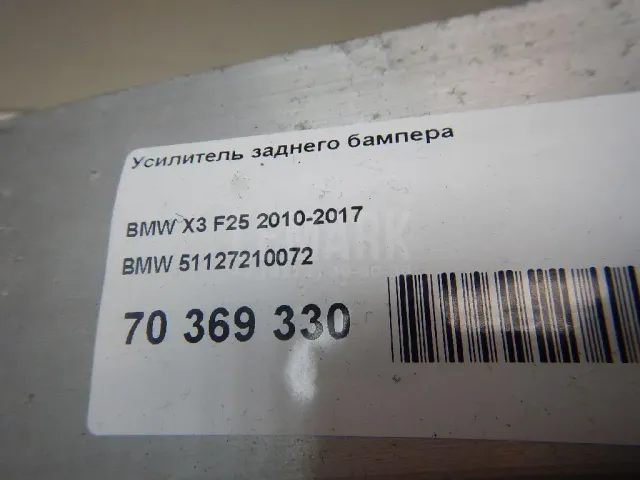 Усилитель заднего бампера
BMW X3 F25 2010-2017
BMW 51127210072
70 369 330